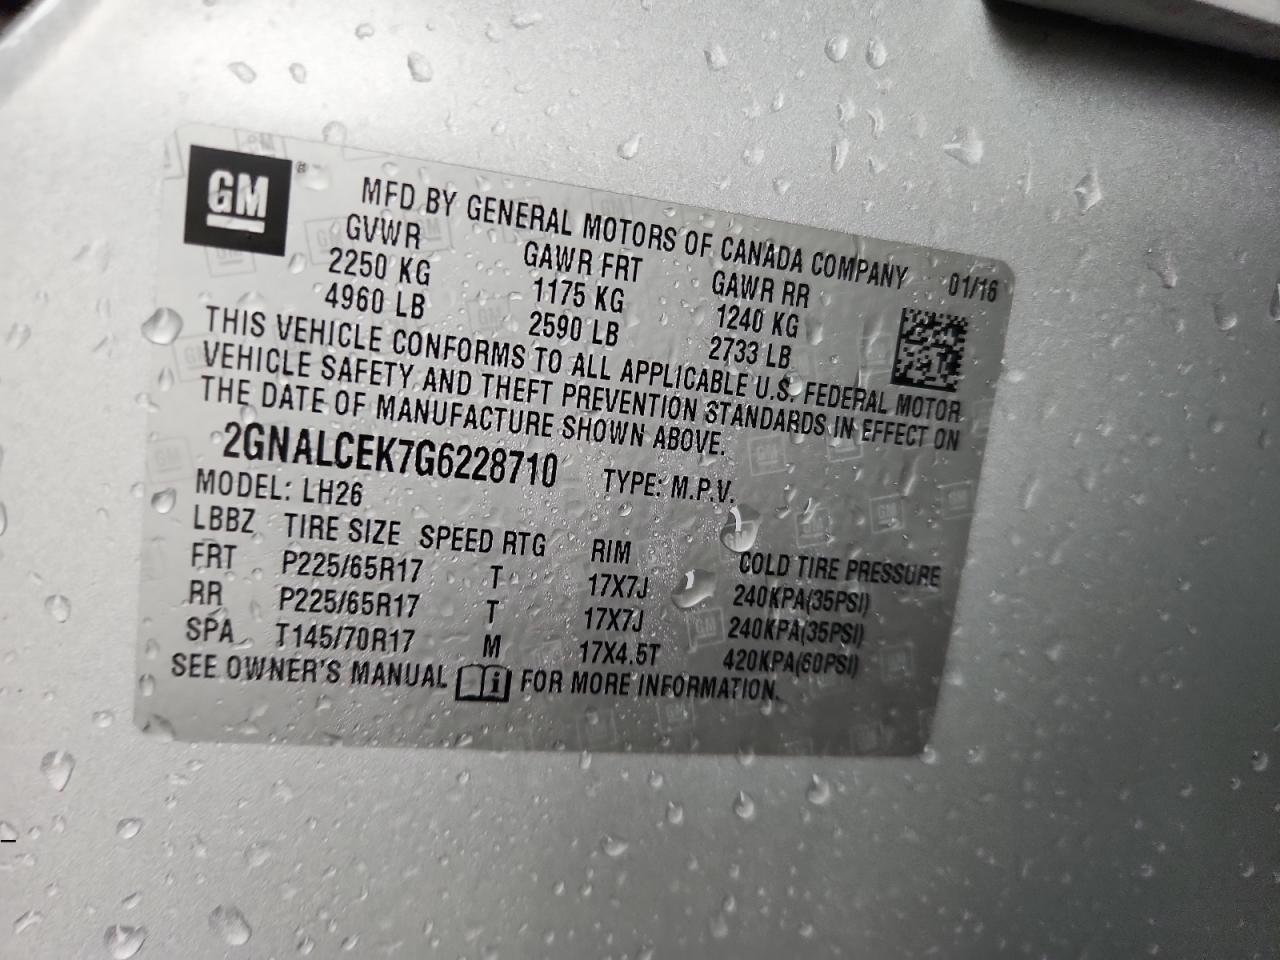 GM ®
MFD BY GENERAL MOTORS OF CANADA COMPANY 01/16
GVWR GAWR FRT GAWR RR
2250 KG 1175 KG 1240 KG
4960 LB 2590 LB 2733 LB
THIS VEHICLE CONFORMS TO ALL APPLICABLE U.S. FEDERAL MOTOR
VEHICLE SAFETY AND THEFT PREVENTION STANDARDS IN EFFECT ON
THE DATE OF MANUFACTURE SHOWN ABOVE.
2GNALCEK7G6228710 TYPE: M.P.V.
MODEL: LH26
LBBZ TIRE SIZE SPEED RTG RIM COLD TIRE PRESSURE
FRT P225/65R17 T 17X7J 240KPA(35PSI)
RR P225/65R17 T 17X7J 240KPA(35PSI)
SPA T145/70R17 M 17X4.5T 420KPA(60PSI)
SEE OWNER'S MANUAL i FOR MORE INFORMATION.